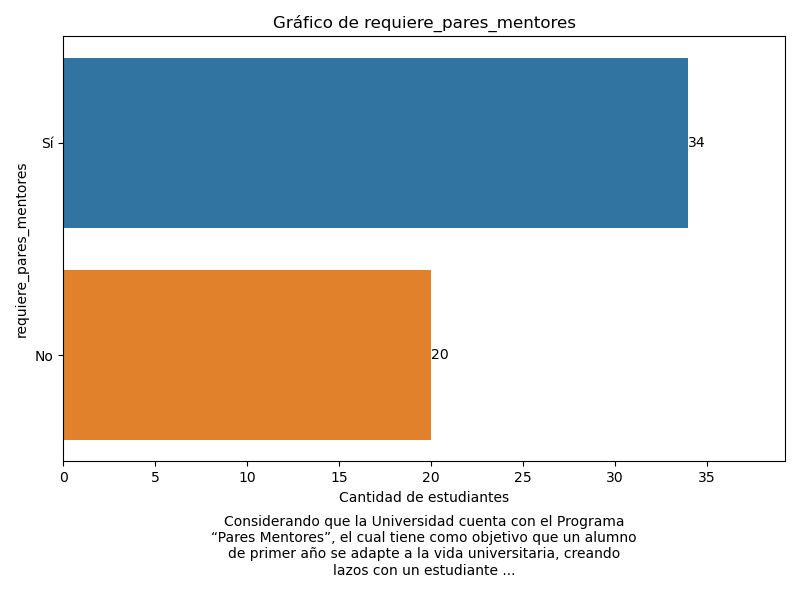 Gráfico de requiere_pares_mentores
requiere_pares_mentores
Sí
34
No
20
0 5 10 15 20 25 30 35
Cantidad de estudiantes
Considerando que la Universidad cuenta con el Programa
“Pares Mentores”, el cual tiene como objetivo que un alumno
de primer año se adapte a la vida universitaria, creando
lazos con un estudiante ...